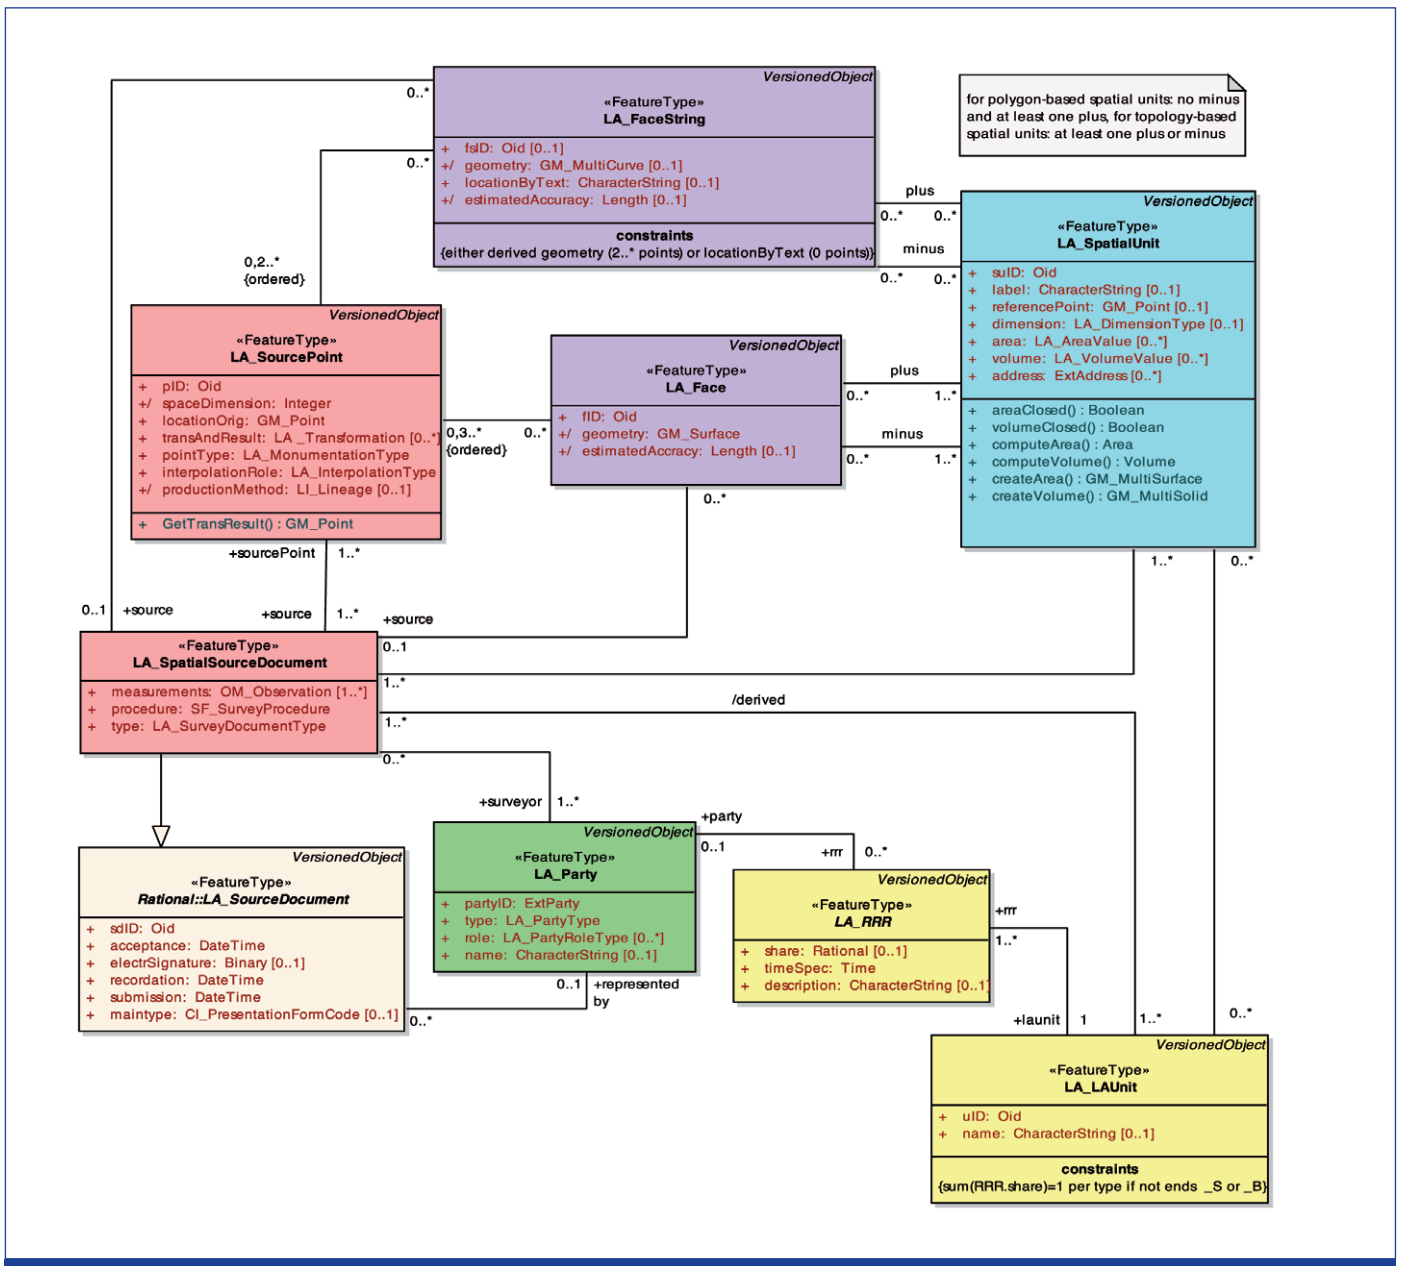 VersionedObject
«FeatureType»
LA_FaceString
+ fsID: Oid [0..1]
+/ geometry: GM_MultiCurve [0..1]
+ locationByText: CharacterString [0..1]
+/ estimatedAccuracy: Length [0..1]
constraints
{either derived geometry (2..* points) or locationByText (0 points)}
0..*
0..*
for polygon-based spatial units: no minus
and at least one plus, for topology-based
spatial units: at least one plus or minus
plus
0..* 0..*
minus
0..* 0..*
VersionedObject
«FeatureType»
LA_SpatialUnit
+ suID: Oid
+ label: CharacterString [0..1]
+ referencePoint: GM_Point [0..1]
+ dimension: LA_DimensionType [0..1]
+ area: LA_AreaValue [0..*]
+ volume: LA_VolumeValue [0..*]
+ address: ExtAddress [0..*]
+ areaClosed() : Boolean
+ volumeClosed() : Boolean
+ computeArea() : Area
+ computeVolume() : Volume
+ createArea() : GM_MultiSurface
+ createVolume() : GM_MultiSolid
0,2..*
{ordered}
VersionedObject
«FeatureType»
LA_SourcePoint
+ pID: Oid
+/ spaceDimension: Integer
+ locationOrig: GM_Point
+ transAndResult: LA _Transformation [0..*]
+ pointType: LA_MonumentationType
+ interpolationRole: LA_InterpolationType
+/ productionMethod: LI_Lineage [0..1]
+ GetTransResult() : GM_Point
VersionedObject
«FeatureType»
LA_Face
+ fID: Oid
+/ geometry: GM_Surface
+/ estimatedAccracy: Length [0..1]
0,3..* 0..*
{ordered}
plus
0..* 1..*
minus
0..* 1..*
0..*
+sourcePoint 1..*
1..* 0..*
0..1 +source
+source 1..*
+source
0..1
VersionedObject
«FeatureType»
LA_SpatialSourceDocument
+ measurements: OM_Observation [1..*]
+ procedure: SF_SurveyProcedure
+ type: LA_SurveyDocumentType
1..*
/derived
1..*
0..*
+surveyor 1..*
VersionedObject
«FeatureType»
Rational::LA_SourceDocument
+ sdID: Oid
+ acceptance: DateTime
+ electrSignature: Binary [0..1]
+ recordation: DateTime
+ submission: DateTime
+ maintype: CI_PresentationFormCode [0..1]
0..*
VersionedObject
«FeatureType»
LA_Party
+ partyID: ExtParty
+ type: LA_PartyType
+ role: LA_PartyRoleType [0..*]
+ name: CharacterString [0..1]
0..1 +represented
by
+party
0..1
+rrr 0..*
VersionedObject
«FeatureType»
LA_RRR
+ share: Rational [0..1]
+ timeSpec: Time
+ description: CharacterString [0..1]
+rrr
1..*
+launit 1
1..*
0..*
VersionedObject
«FeatureType»
LA_LAUnit
+ uID: Oid
+ name: CharacterString [0..1]
constraints
{sum(RRR.share)=1 per type if not ends _S or _B}